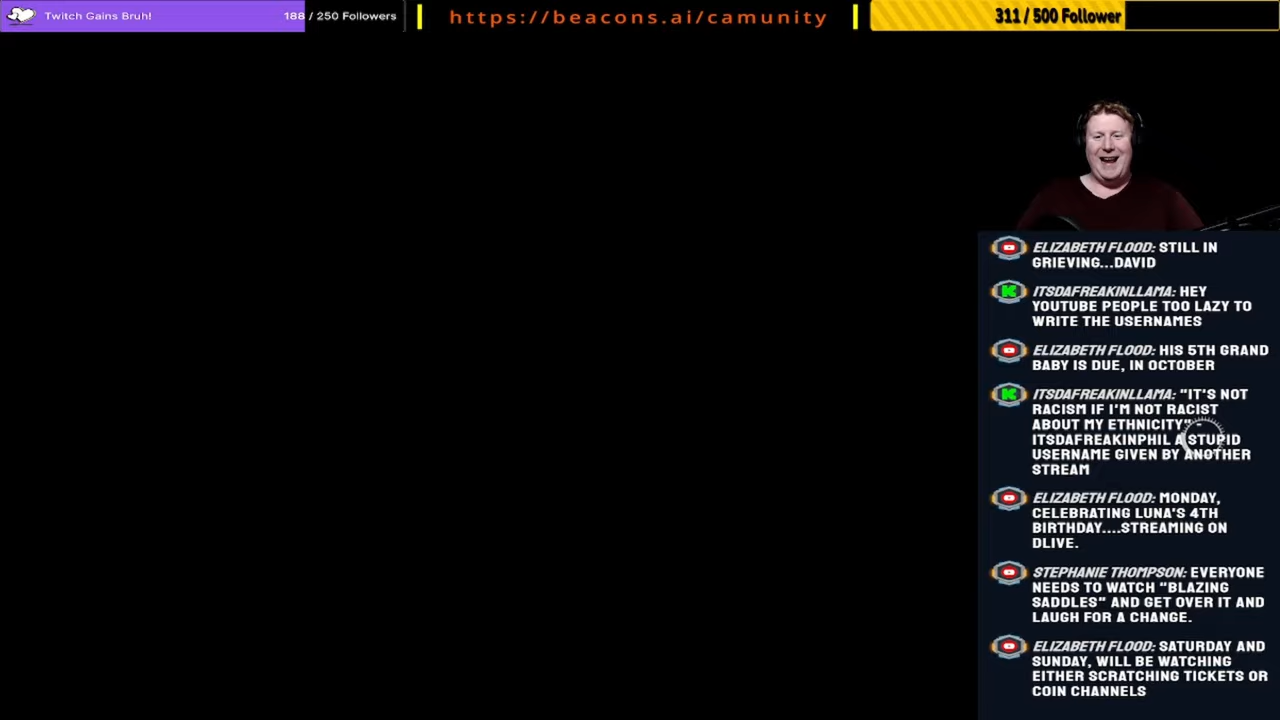 Twitch Gains Bruh!
188 / 250 Followers
https://beacons.ai/camunity
311 / 500 Follower
ELIZABETH FLOOD: STILL IN
GRIEVING...DAVID
ITSDAFREAKINLLAMA: HEY
YOUTUBE PEOPLE TOO LAZY TO
WRITE THE USERNAMES
ELIZABETH FLOOD: HIS 5TH GRAND
BABY IS DUE, IN OCTOBER
ITSDAFREAKINLLAMA: "IT'S NOT
RACISM IF I'M NOT RACIST
ABOUT MY ETHNICITY" -
ITSDAFREAKINPHIL A STUPID
USERNAME GIVEN BY ANOTHER
STREAM
ELIZABETH FLOOD: MONDAY,
CELEBRATING LUNA'S 4TH
BIRTHDAY....STREAMING ON
DLIVE.
STEPHANIE THOMPSON: EVERYONE
NEEDS TO WATCH "BLAZING
SADDLES" AND GET OVER IT AND
LAUGH FOR A CHANGE.
ELIZABETH FLOOD: SATURDAY AND
SUNDAY, WILL BE WATCHING
EITHER SCRATCHING TICKETS OR
COIN CHANNELS